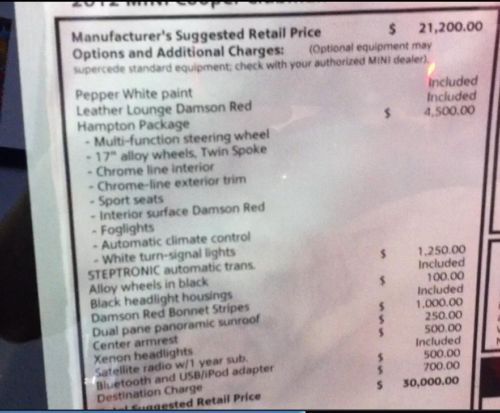 2012 MINI Cooper
Manufacturer's Suggested Retail Price $ 21,200.00
Options and Additional Charges: (Optional equipment may
supercede standard equipment; check with your authorized MINI dealer).
Pepper White paint Included
Leather Lounge Damson Red Included
Hampton Package $ 4,500.00
- Multi-function steering wheel
- 17" alloy wheels, Twin Spoke
- Chrome line interior
- Chrome-line exterior trim
- Sport seats
- Interior surface Damson Red
- Foglights
- Automatic climate control
- White turn-signal lights
STEPTRONIC automatic trans. $ 1,250.00
Alloy wheels in black Included
Black headlight housings $ 100.00
Damson Red Bonnet Stripes Included
Dual pane panoramic sunroof $ 1,000.00
Center armrest $ 250.00
Xenon headlights $ 500.00
Satellite radio w/1 year sub. Included
Bluetooth and USB/iPod adapter $ 500.00
Destination Charge $ 700.00
Total Suggested Retail Price $ 30,000.00